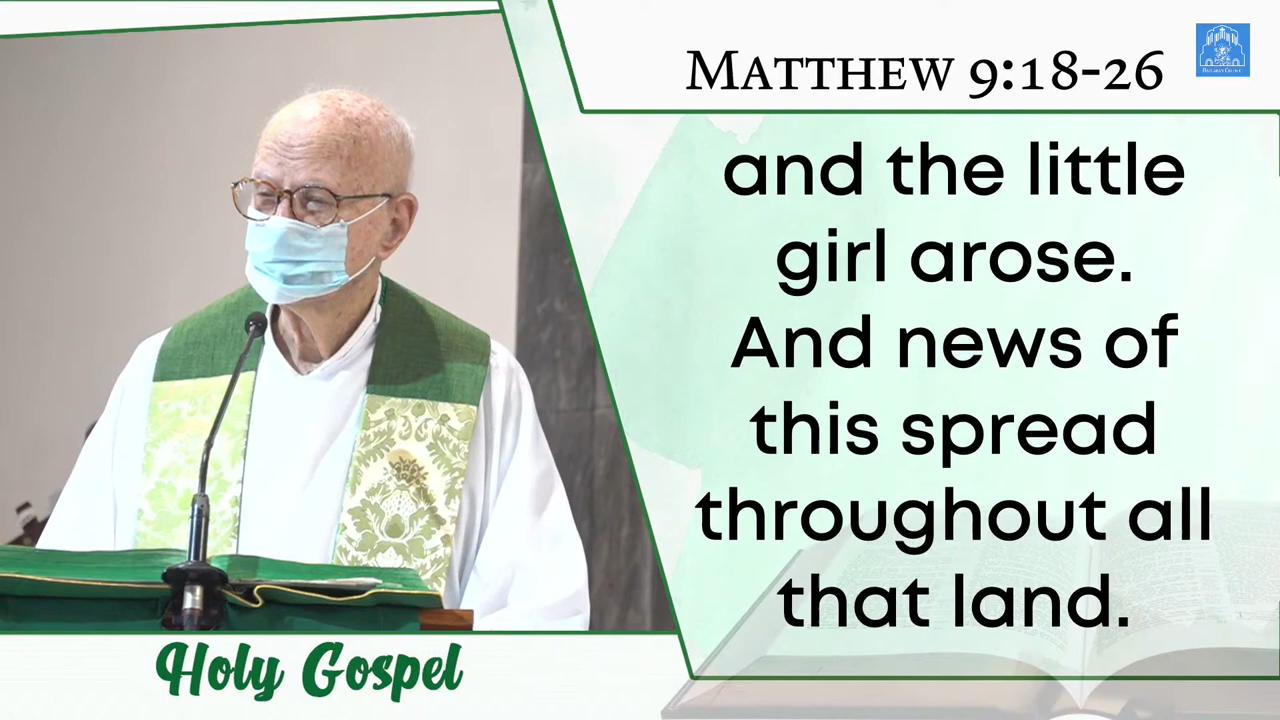 MATTHEW 9:18-26
and the little
girl arose.
And news of
this spread
throughout all
that land.
Holy Gospel